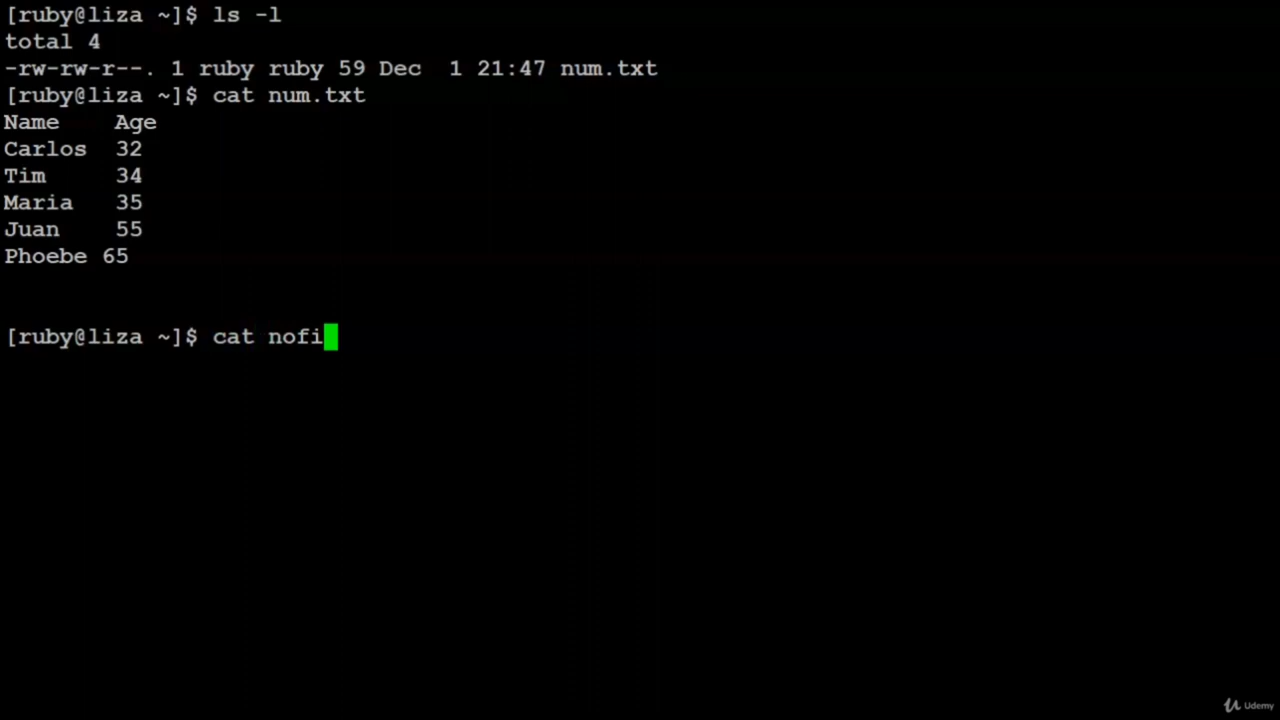 [ruby@liza ~]$ ls -l
total 4
-rw-rw-r--. 1 ruby ruby 59 Dec  1 21:47 num.txt
[ruby@liza ~]$ cat num.txt
Name    Age
Carlos  32
Tim     34
Maria   35
Juan    55
Phoebe 65
[ruby@liza ~]$ cat nofi
Udemy